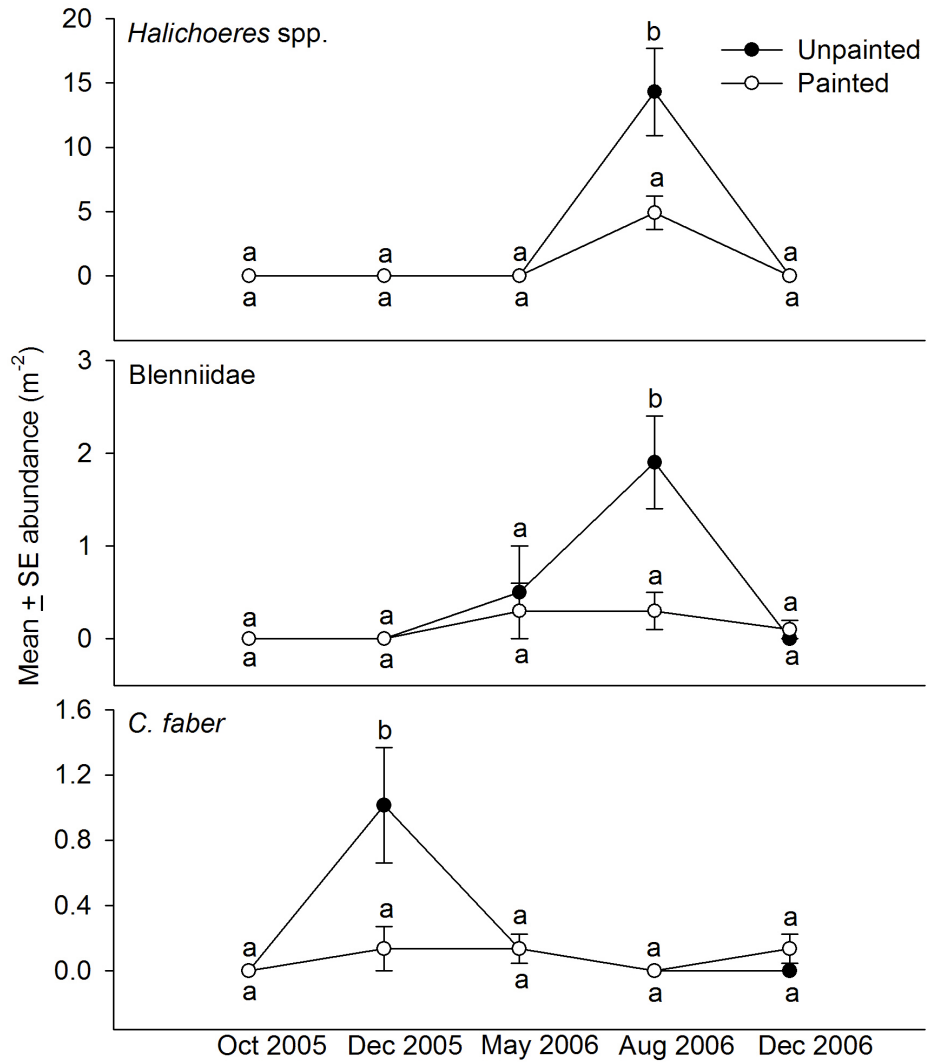 Halichoeres spp.
Unpainted
Painted
20
15
10
5
0
b
a
a a a a
a a a a
Blenniidae
3
2
1
0
b
a
a
a a a
a a a a
C. faber
1.6
1.2
0.8
0.4
0.0
b
a a a
a a
a a a a
Mean ± SE abundance (m-2)
Oct 2005 Dec 2005 May 2006 Aug 2006 Dec 2006